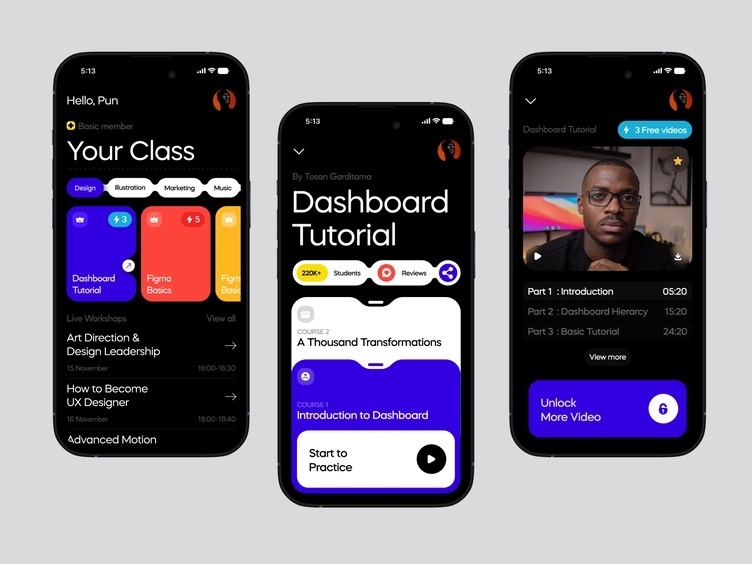 5:13
Hello, Pun
Basic member
Your Class
Design
Illustration
Marketing
Music
3
5
Dashboard
Tutorial
Figma
Basics
Figm
Basic
Live Workshops
View all
Art Direction &
Design Leadership
15 November
16:00-16:30
How to Become
UX Designer
16 November
18:00-18:40
Advanced Motion
5:13
By Tosan Garditama
Dashboard
Tutorial
220K+
Students
Reviews
COURSE 2
A Thousand Transformations
COURSE 1
Introduction to Dashboard
Start to
Practice
5:13
Dashboard Tutorial
3 Free videos
Part 1 : Introduction 05:20
Part 2 : Dashboard Hierarcy 15:20
Part 3 : Basic Tutorial 24:20
View more
Unlock
More Video